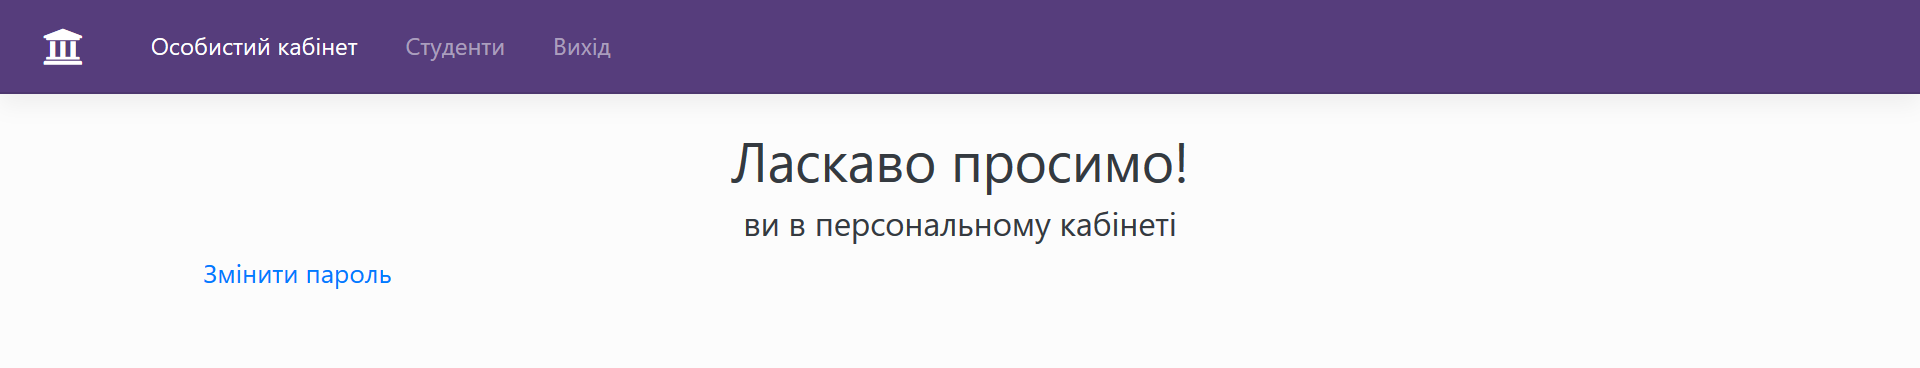 Особистий кабінет Студенти Вихід
Ласкаво просимо!
ви в персональному кабінеті
Змінити пароль